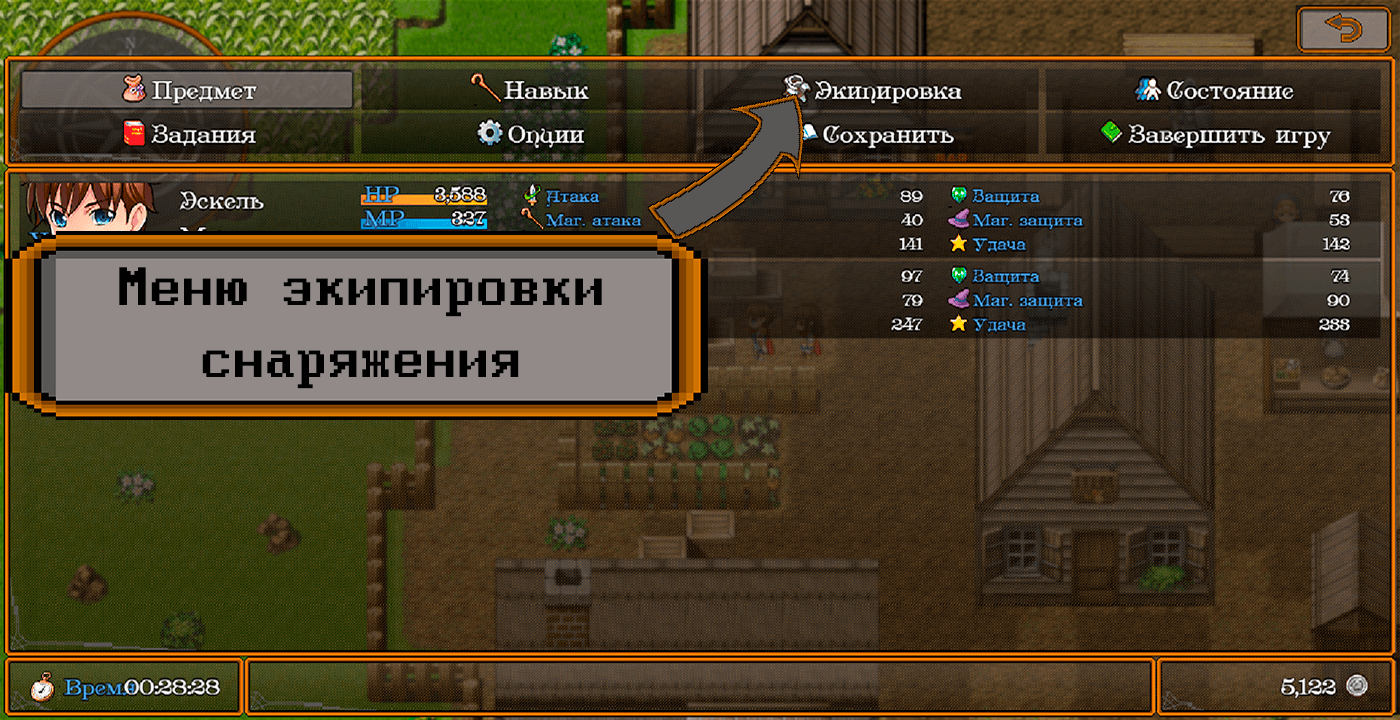 Предмет Навык Экипировка Состояние
Задания Опции Сохранить Завершить игру
Эскель HP 3,588 Атака 89 Защита 76
MP 327 Маг. атака 40 Маг. защита 53
141 Удача 142
97 Защита 74
79 Маг. защита 90
247 Удача 288
Меню экипировки
снаряжения
Время 00:28:28 5,122